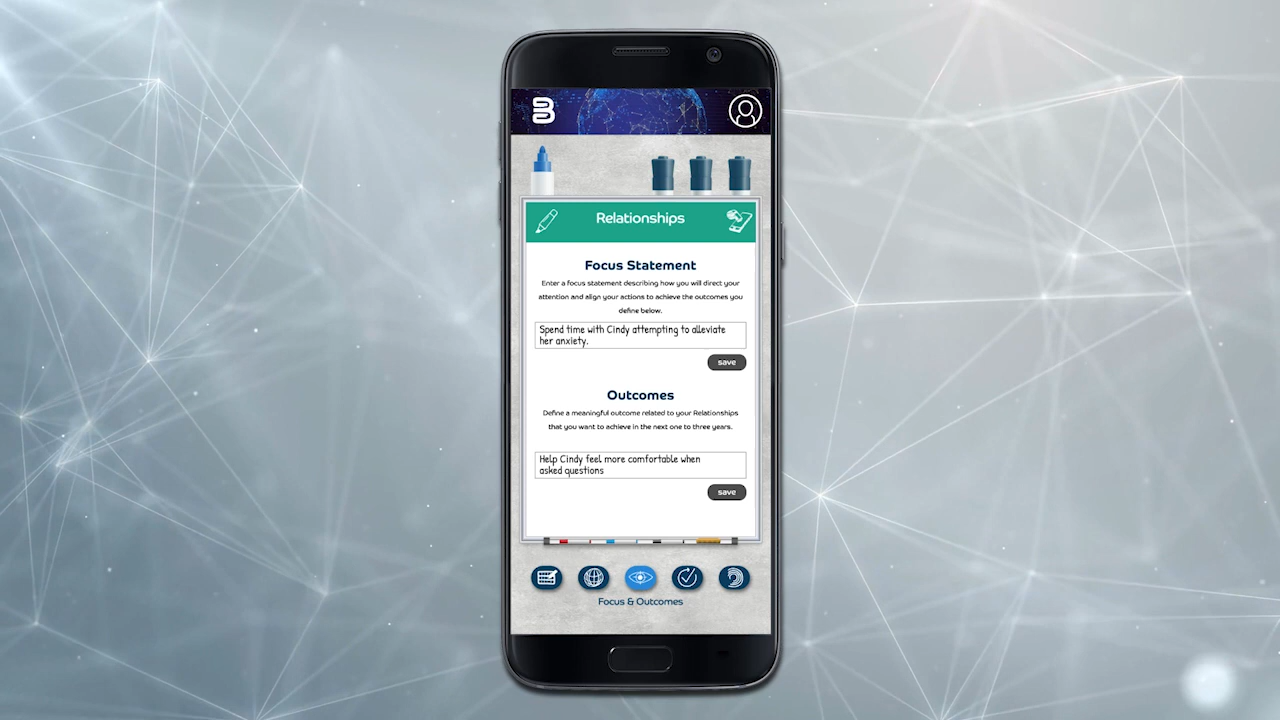 Relationships
Focus Statement
Enter a focus statement describing how you will direct your
attention and align your actions to achieve the outcomes you
define below.
Spend time with Cindy attempting to alleviate
her anxiety.
save
Outcomes
Define a meaningful outcome related to your Relationships
that you want to achieve in the next one to three years.
Help Cindy feel more comfortable when
asked questions
save
Focus & Outcomes